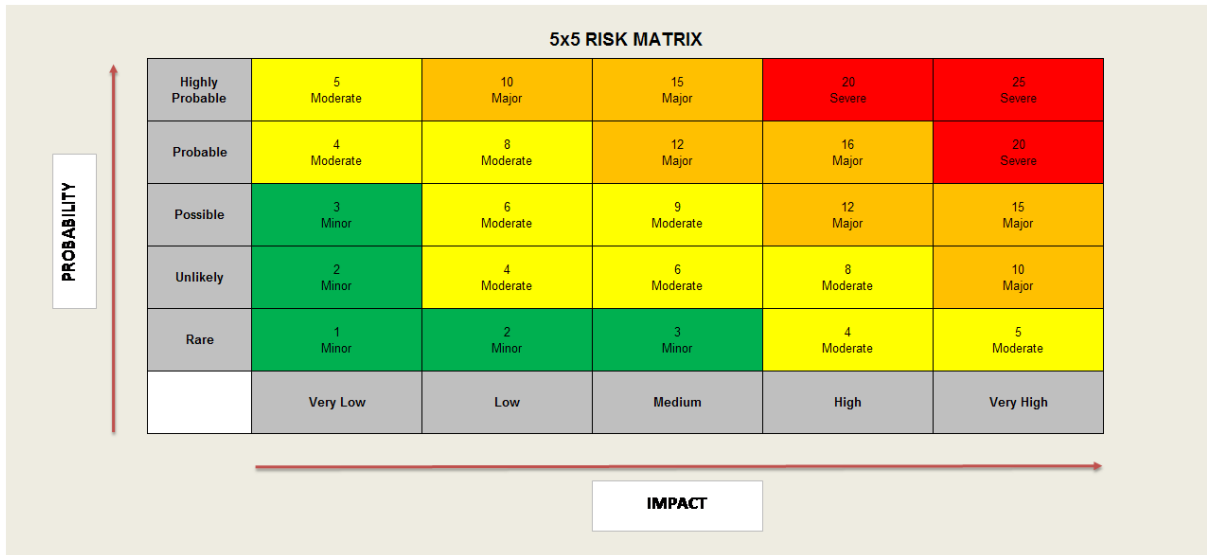 5x5 RISK MATRIX
Highly
Probable
5
Moderate
10
Major
15
Major
20
Severe
25
Severe
Probable
4
Moderate
8
Moderate
12
Major
16
Major
20
Severe
PROBABILITY
Possible
3
Minor
6
Moderate
9
Moderate
12
Major
15
Major
Unlikely
2
Minor
4
Moderate
6
Moderate
8
Moderate
10
Major
Rare
1
Minor
2
Minor
3
Minor
4
Moderate
5
Moderate
Very Low
Low
Medium
High
Very High
IMPACT